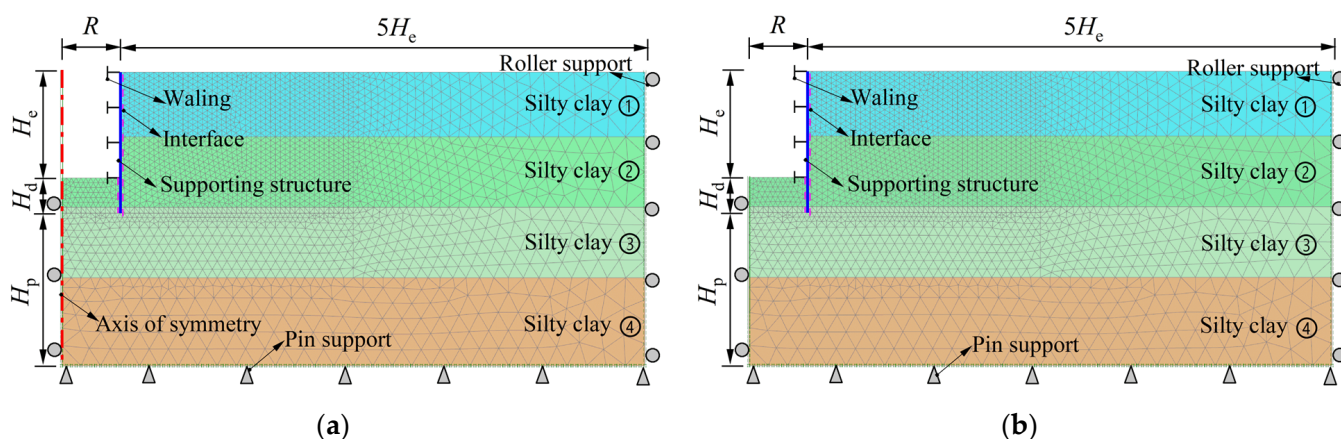 R
5Hₑ
Roller support
Waling
Silty clay ①
Hₑ
Interface
Silty clay ②
Supporting structure
H_d
Silty clay ③
Hₚ
Axis of symmetry
Silty clay ④
Pin support
(a)
R
5Hₑ
Roller support
Waling
Silty clay ①
Hₑ
Interface
Silty clay ②
Supporting structure
H_d
Silty clay ③
Hₚ
Silty clay ④
Pin support
(b)